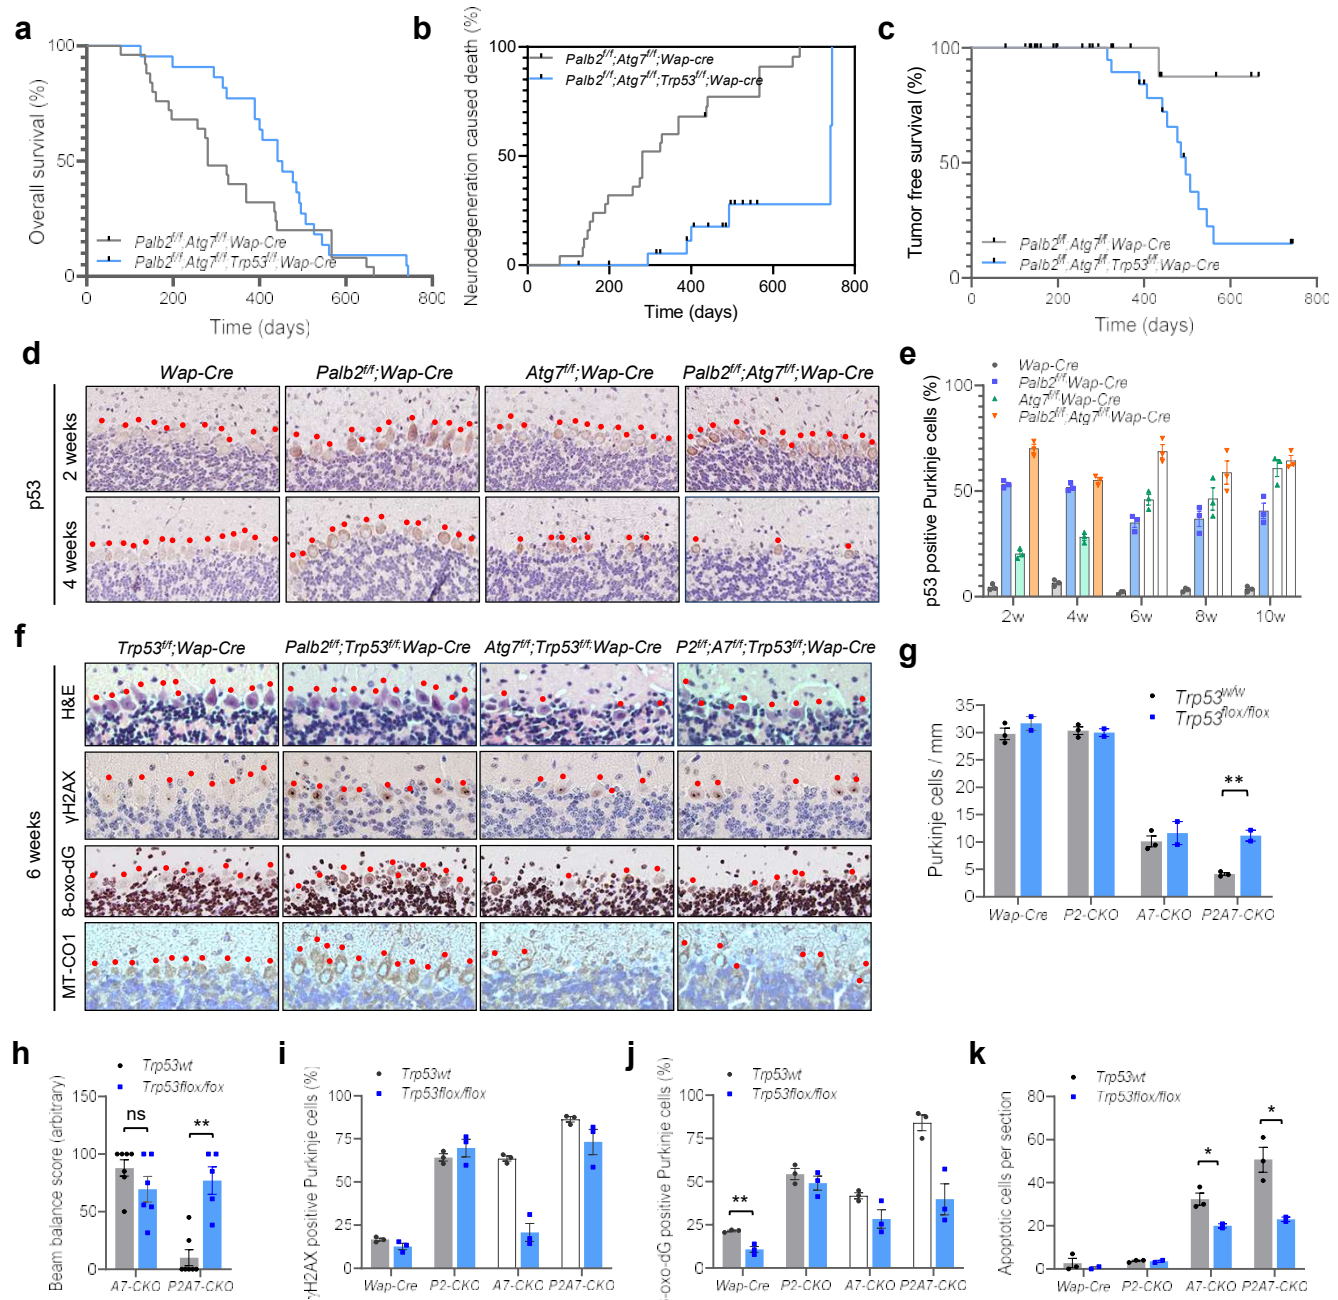 a
Overall survival (%)
100
50
0
0 200 400 600 800
Time (days)
Palb2f/f;Atg7f/f;Wap-Cre
Palb2f/f;Atg7f/f;Trp53f/f;Wap-Cre
b
Neurodegeneration caused death (%)
100
50
0
0 200 400 600 800
Time (days)
Palb2f/f;Atg7f/f;Wap-cre
Palb2f/f;Atg7f/f;Trp53f/f;Wap-cre
c
Tumor free survival (%)
100
50
0
0 200 400 600 800
Time (days)
Palb2f/f;Atg7f/f;Wap-Cre
Palb2f/f;Atg7f/f;Trp53f/f;Wap-Cre
d
Wap-Cre Palb2f/f;Wap-Cre Atg7f/f;Wap-Cre Palb2f/f;Atg7f/f;Wap-Cre
p53
2 weeks
4 weeks
e
Wap-Cre
Palb2f/f;Wap-Cre
Atg7f/f;Wap-Cre
Palb2f/f;Atg7f/f;Wap-Cre
p53 positive Purkinje cells (%)
100
50
0
2w 4w 6w 8w 10w
f
Trp53f/f;Wap-Cre Palb2f/f;Trp53f/f;Wap-Cre Atg7f/f;Trp53f/f;Wap-Cre P2f/f;A7f/f;Trp53f/f;Wap-Cre
6 weeks
H&E
γH2AX
8-oxo-dG
MT-CO1
g
Trp53w/w
Trp53flox/flox
Purkinje cells / mm
35
30
25
20
15
10
5
0
**
Wap-Cre P2-CKO A7-CKO P2A7-CKO
h
Trp53wt
Trp53flox/fox
Beam balance score (arbitrary)
150
100
50
0
ns **
A7-CKO P2A7-CKO
i
Trp53wt
Trp53flox/flox
γH2AX positive Purkinje cells (%)
100
75
50
25
0
Wap-Cre P2-CKO A7-CKO P2A7-CKO
j
Trp53wt
Trp53flox/flox
-oxo-dG positive Purkinje cells (%)
100
75
50
25
0
**
Wap-Cre P2-CKO A7-CKO P2A7-CKO
k
Trp53wt
Trp53flox/flox
Apoptotic cells per section
80
60
40
20
0
* *
Wap-Cre P2-CKO A7-CKO P2A7-CKO